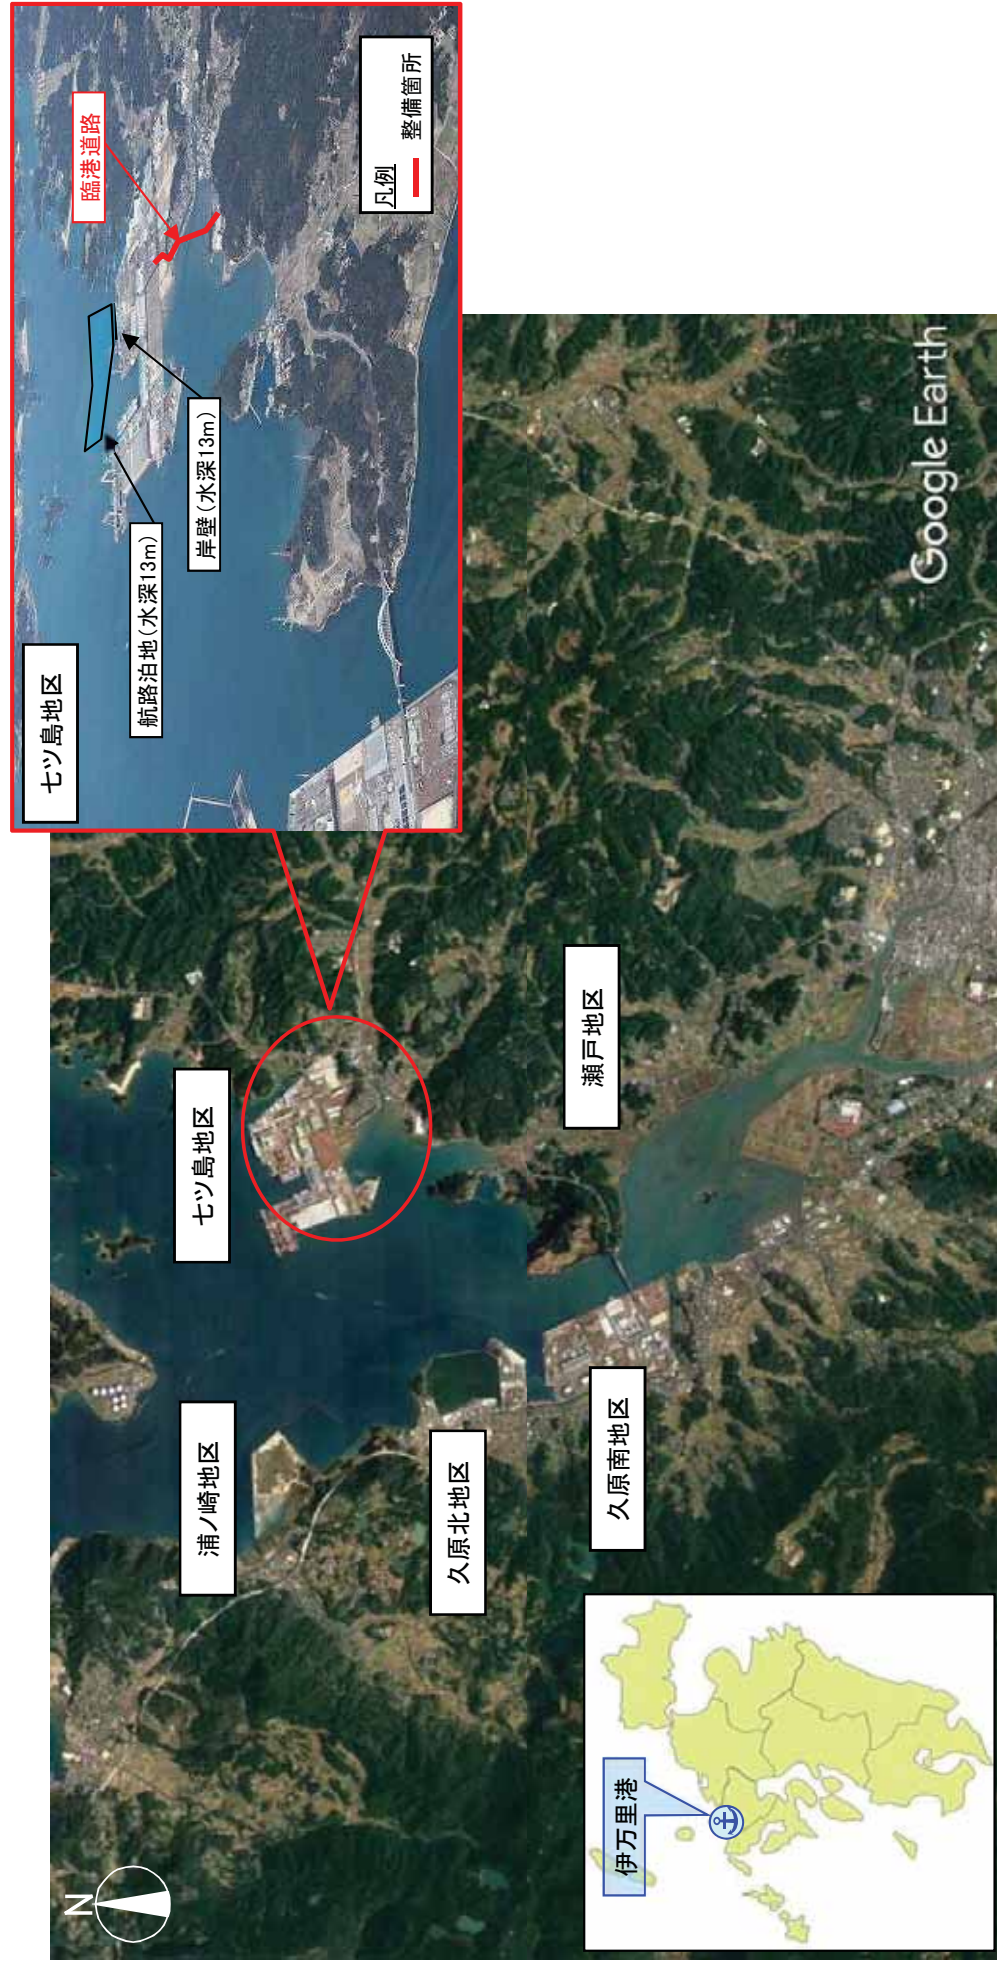 N
浦ノ崎地区
七ツ島地区
久原北地区
久原南地区
瀬戸地区
伊万里港
Google Earth
七ツ島地区
航路泊地(水深13m)
岸壁(水深13m)
臨港道路
凡例
整備箇所